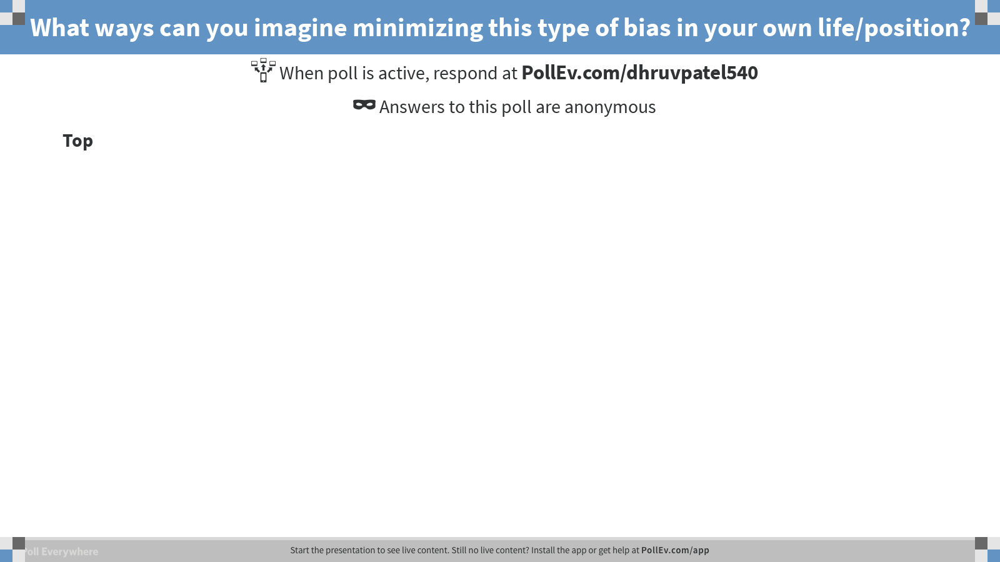 What ways can you imagine minimizing this type of bias in your own life/position?
When poll is active, respond at PollEv.com/dhruvpatel540
Answers to this poll are anonymous
Top
Poll Everywhere
Start the presentation to see live content. Still no live content? Install the app or get help at PollEv.com/app